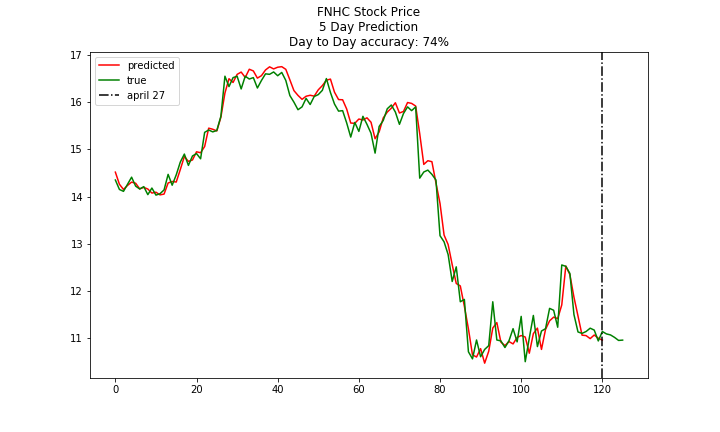 FNHC Stock Price
5 Day Prediction
Day to Day accuracy: 74%
predicted
true
april 27
17
16
15
14
13
12
11
0 20 40 60 80 100 120